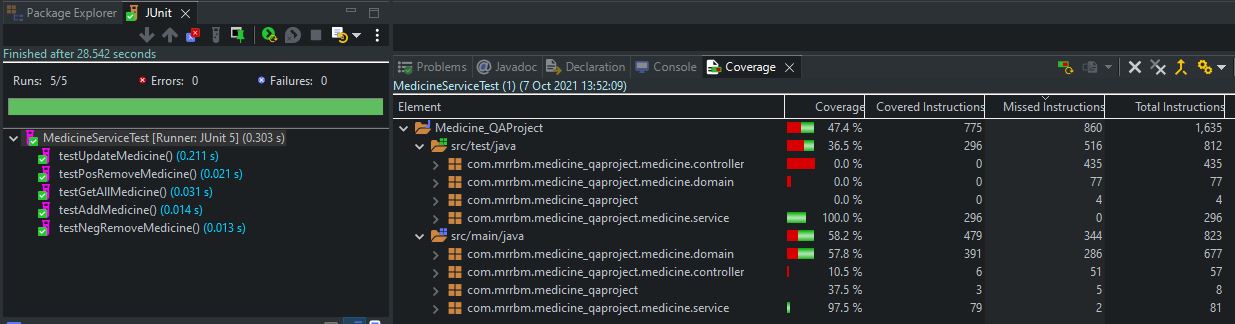 Package Explorer JUnit
Finished after 28.542 seconds
Runs: 5/5 Errors: 0 Failures: 0
MedicineServiceTest [Runner: JUnit 5] (0.303 s)
testUpdateMedicine() (0.211 s)
testPosRemoveMedicine() (0.021 s)
testGetAllMedicine() (0.031 s)
testAddMedicine() (0.014 s)
testNegRemoveMedicine() (0.013 s)
Problems @ Javadoc Declaration Console Coverage
MedicineServiceTest (1) (7 Oct 2021 13:52:09)
Element Coverage Covered Instructions Missed Instructions Total Instructions
Medicine_QAProject 47.4 % 775 860 1,635
src/test/java 36.5 % 296 516 812
com.mrrbm.medicine_qaproject.medicine.controller 0.0 % 0 435 435
com.mrrbm.medicine_qaproject.medicine.domain 0.0 % 0 77 77
com.mrrbm.medicine_qaproject 0.0 % 0 4 4
com.mrrbm.medicine_qaproject.medicine.service 100.0 % 296 0 296
src/main/java 58.2 % 479 344 823
com.mrrbm.medicine_qaproject.medicine.domain 57.8 % 391 286 677
com.mrrbm.medicine_qaproject.medicine.controller 10.5 % 6 51 57
com.mrrbm.medicine_qaproject 37.5 % 3 5 8
com.mrrbm.medicine_qaproject.medicine.service 97.5 % 79 2 81